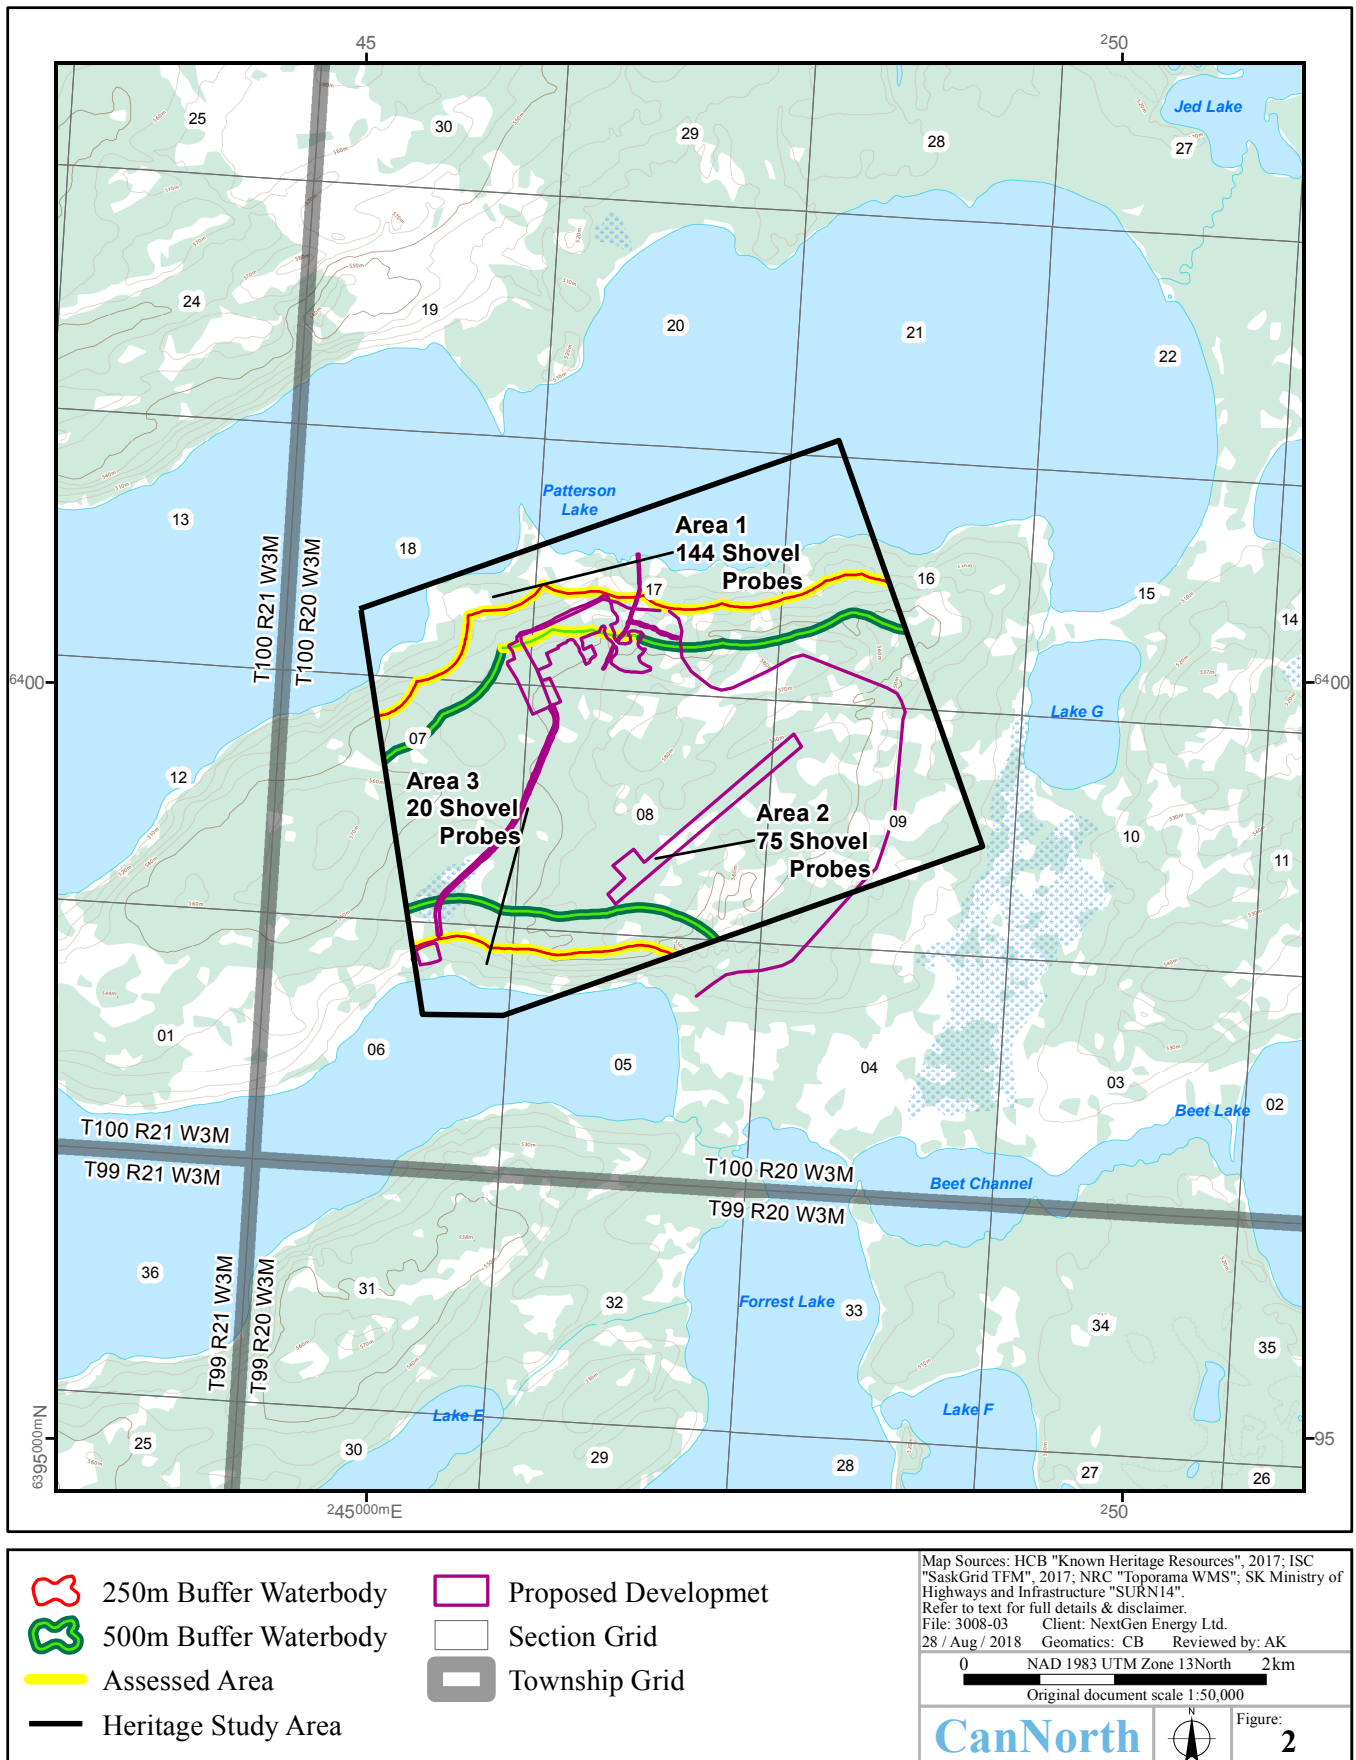 45
250
25
30
29
28
27
Jed Lake
24
19
20
21
22
Patterson
Lake
13
18
Area 1
144 Shovel
Probes
17
16
15
14
T100 R21 W3M
T100 R20 W3M
6400
6400
Lake G
07
12
Area 3
20 Shovel
Probes
08
Area 2
75 Shovel
Probes
09
10
11
01
06
05
04
03
Beet Lake
02
T100 R21 W3M
T99 R21 W3M
T100 R20 W3M
T99 R20 W3M
Beet Channel
36
T99 R21 W3M
T99 R20 W3M
31
32
Forrest Lake
33
34
35
Lake E
Lake F
6395000mN
95
25
30
29
28
27
26
245000mE
250
250m Buffer Waterbody
500m Buffer Waterbody
Assessed Area
Heritage Study Area
Proposed Developmet
Section Grid
Township Grid
Map Sources: HCB "Known Heritage Resources", 2017; ISC
"SaskGrid TFM", 2017; NRC "Toporama WMS"; SK Ministry of
Highways and Infrastructure "SURN14".
Refer to text for full details & disclaimer.
File: 3008-03 Client: NextGen Energy Ltd.
28 / Aug / 2018 Geomatics: CB Reviewed by: AK
0 NAD 1983 UTM Zone 13North 2km
Original document scale 1:50,000
CanNorth
N
Figure:
2